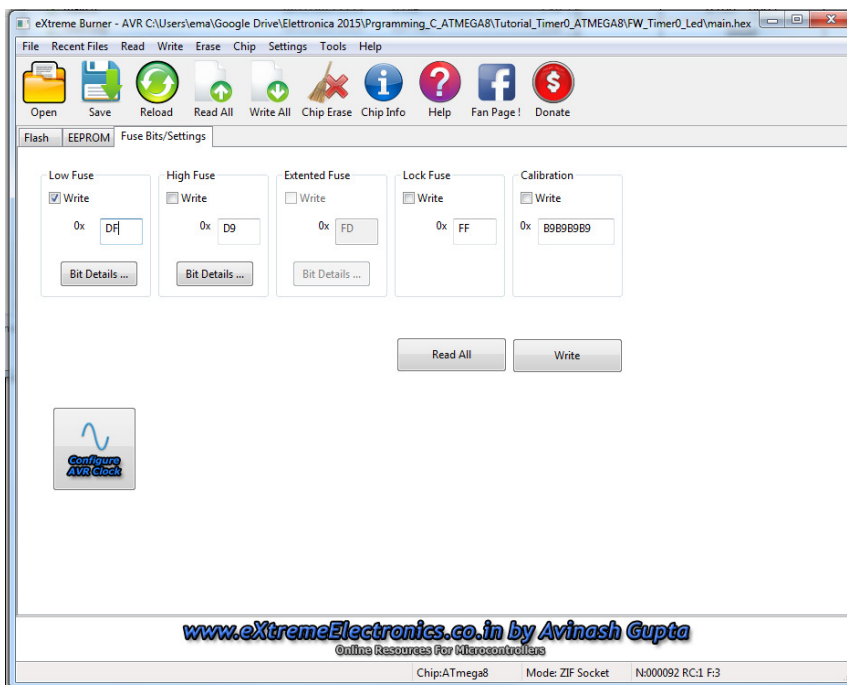 eXtreme Burner - AVR C:\Users\ema\Google Drive\Elettronica 2015\Prgramming_C_ATMEGA8\Tutorial_Timer0_ATMEGA8\FW_Timer0_Led\main.hex
File Recent Files Read Write Erase Chip Settings Tools Help
Open Save Reload Read All Write All Chip Erase Chip Info Help Fan Page! Donate
Flash EEPROM Fuse Bits/Settings
Low Fuse High Fuse Extented Fuse Lock Fuse Calibration
Write Write Write Write Write
0x DF 0x D9 0x FD 0x FF 0x B9B9B9B9
Bit Details ... Bit Details ... Bit Details ...
Read All Write
Configure
AVR Clock
www.eXtremeElectronics.co.in by Avinash Gupta
Online Resources For Microcontrollers
Chip:ATmega8 Mode: ZIF Socket N:000092 RC:1 F:3